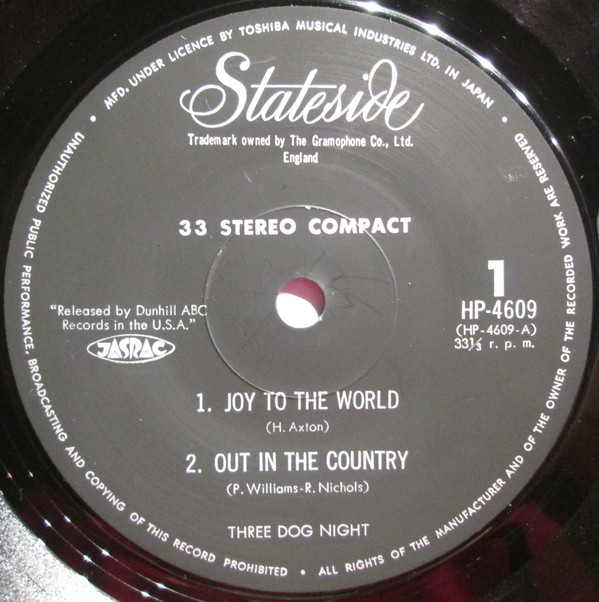 • MFD. UNDER LICENCE BY TOSHIBA MUSICAL INDUSTRIES LTD. IN JAPAN •
Stateside
Trademark owned by The Gramophone Co., Ltd.
England
33 STEREO COMPACT
1
HP-4609
(HP-4609-A)
33⅓ r. p. m.
"Released by Dunhill ABC
Records in the U.S.A."
JASRAC
1. JOY TO THE WORLD
(H. Axton)
2. OUT IN THE COUNTRY
(P. Williams-R. Nichols)
THREE DOG NIGHT
UNAUTHORIZED PUBLIC PERFORMANCE, BROADCASTING AND COPYING OF THIS RECORD PROHIBITED • ALL RIGHTS OF THE MANUFACTURER AND OF THE OWNER OF THE RECORDED WORK ARE RESERVED